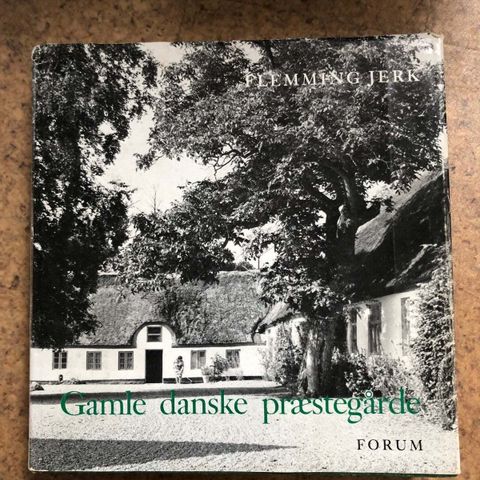 FLEMMING JERK
Gamle danske præstegårde
FORUM